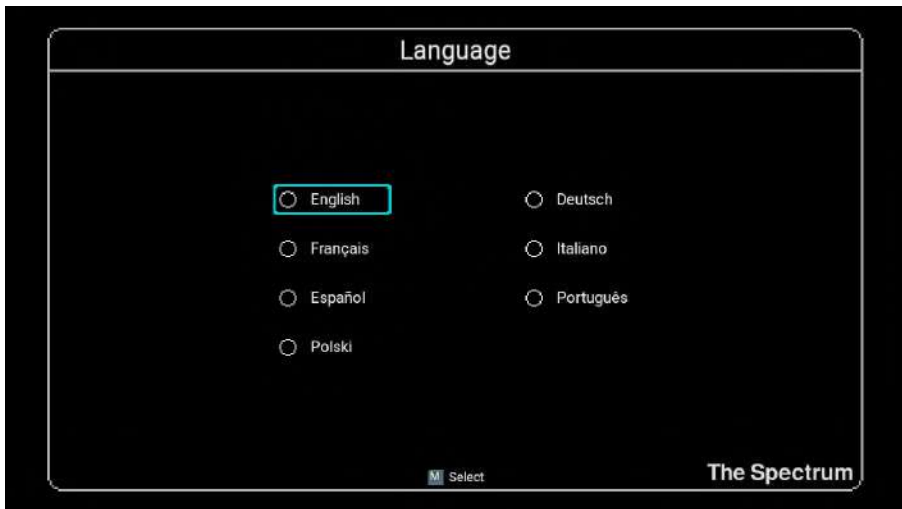 Language
English
Deutsch
Français
Italiano
Español
Português
Polski
M Select
The Spectrum